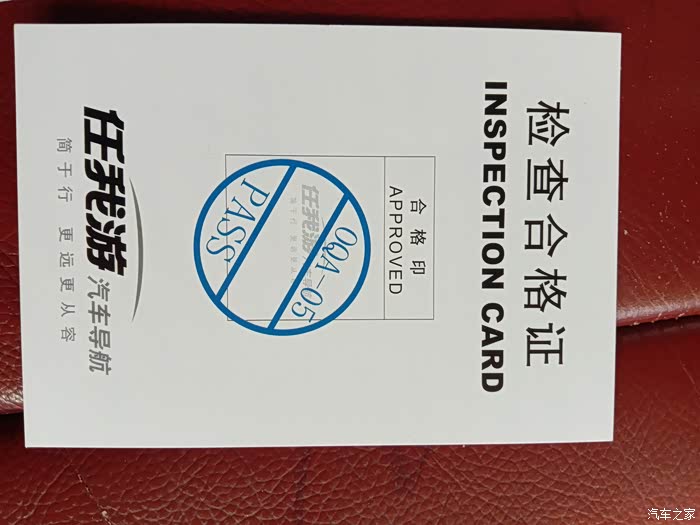 检查合格证
INSPECTION CARD
合格印
APPROVED
OQA-05
任我游
PASS
任我游 汽车导航
简于行 更远更从容
汽车之家